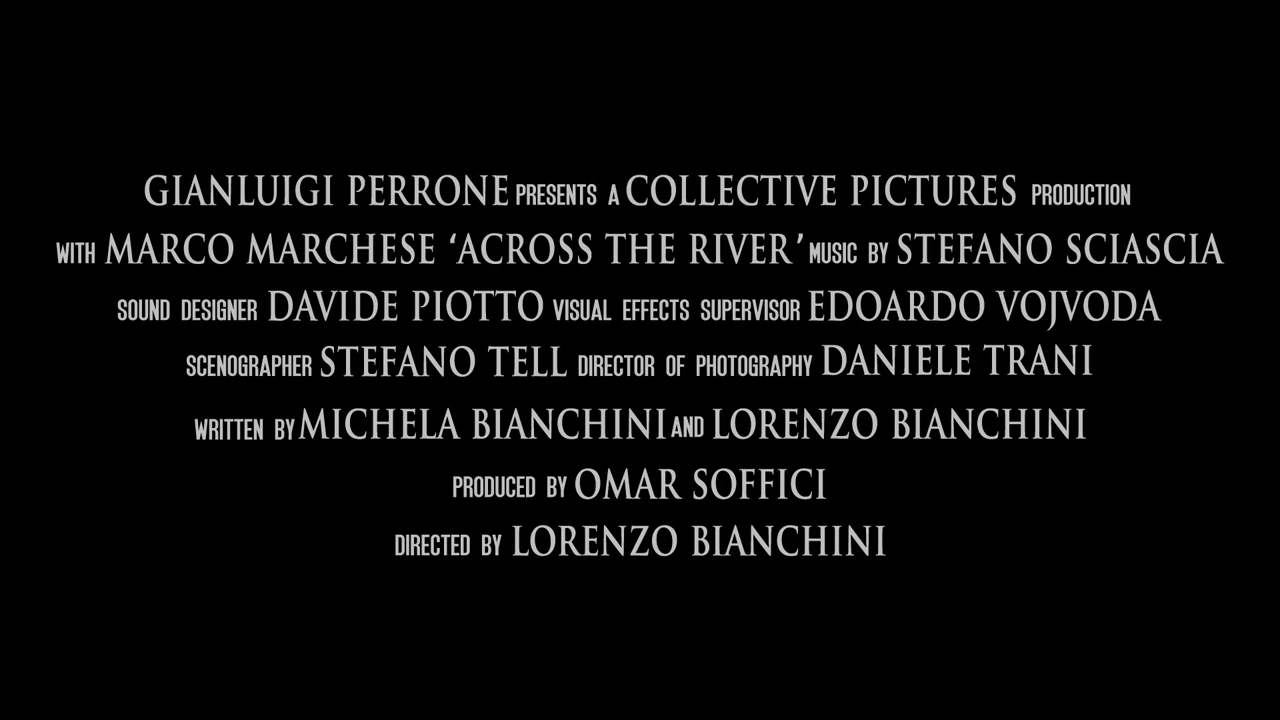 GIANLUIGI PERRONE PRESENTS A COLLECTIVE PICTURES PRODUCTION
WITH MARCO MARCHESE ‘ACROSS THE RIVER’ MUSIC BY STEFANO SCIASCIA
SOUND DESIGNER DAVIDE PIOTTO VISUAL EFFECTS SUPERVISOR EDOARDO VOJVODA
SCENOGRAPHER STEFANO TELL DIRECTOR OF PHOTOGRAPHY DANIELE TRANI
WRITTEN BY MICHELA BIANCHINI AND LORENZO BIANCHINI
PRODUCED BY OMAR SOFFICI
DIRECTED BY LORENZO BIANCHINI